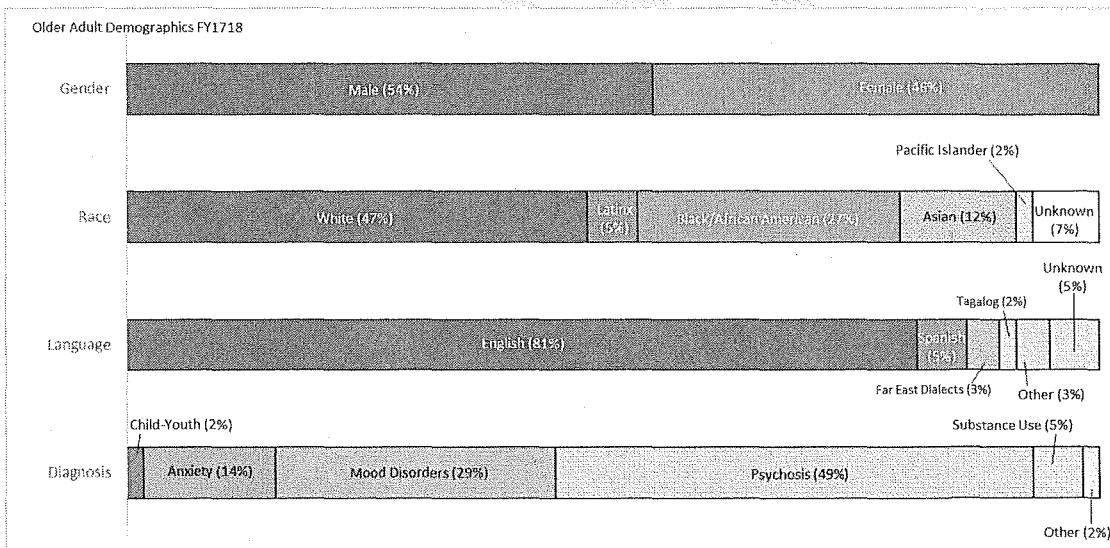 Older Adult Demographics FY1718
Gender
Male (54%)
Female (46%)
Pacific Islander (2%)
Race
White (47%)
Latinx
(5%)
Black/African American (27%)
Asian (12%)
Unknown
(7%)
Unknown
(5%)
Tagalog (2%)
Language
English (81%)
Spanish
(5%)
Far East Dialects (3%)
Other (3%)
Child-Youth (2%)
Substance Use (5%)
Diagnosis
Anxiety (14%)
Mood Disorders (29%)
Psychosis (49%)
Other (2%)